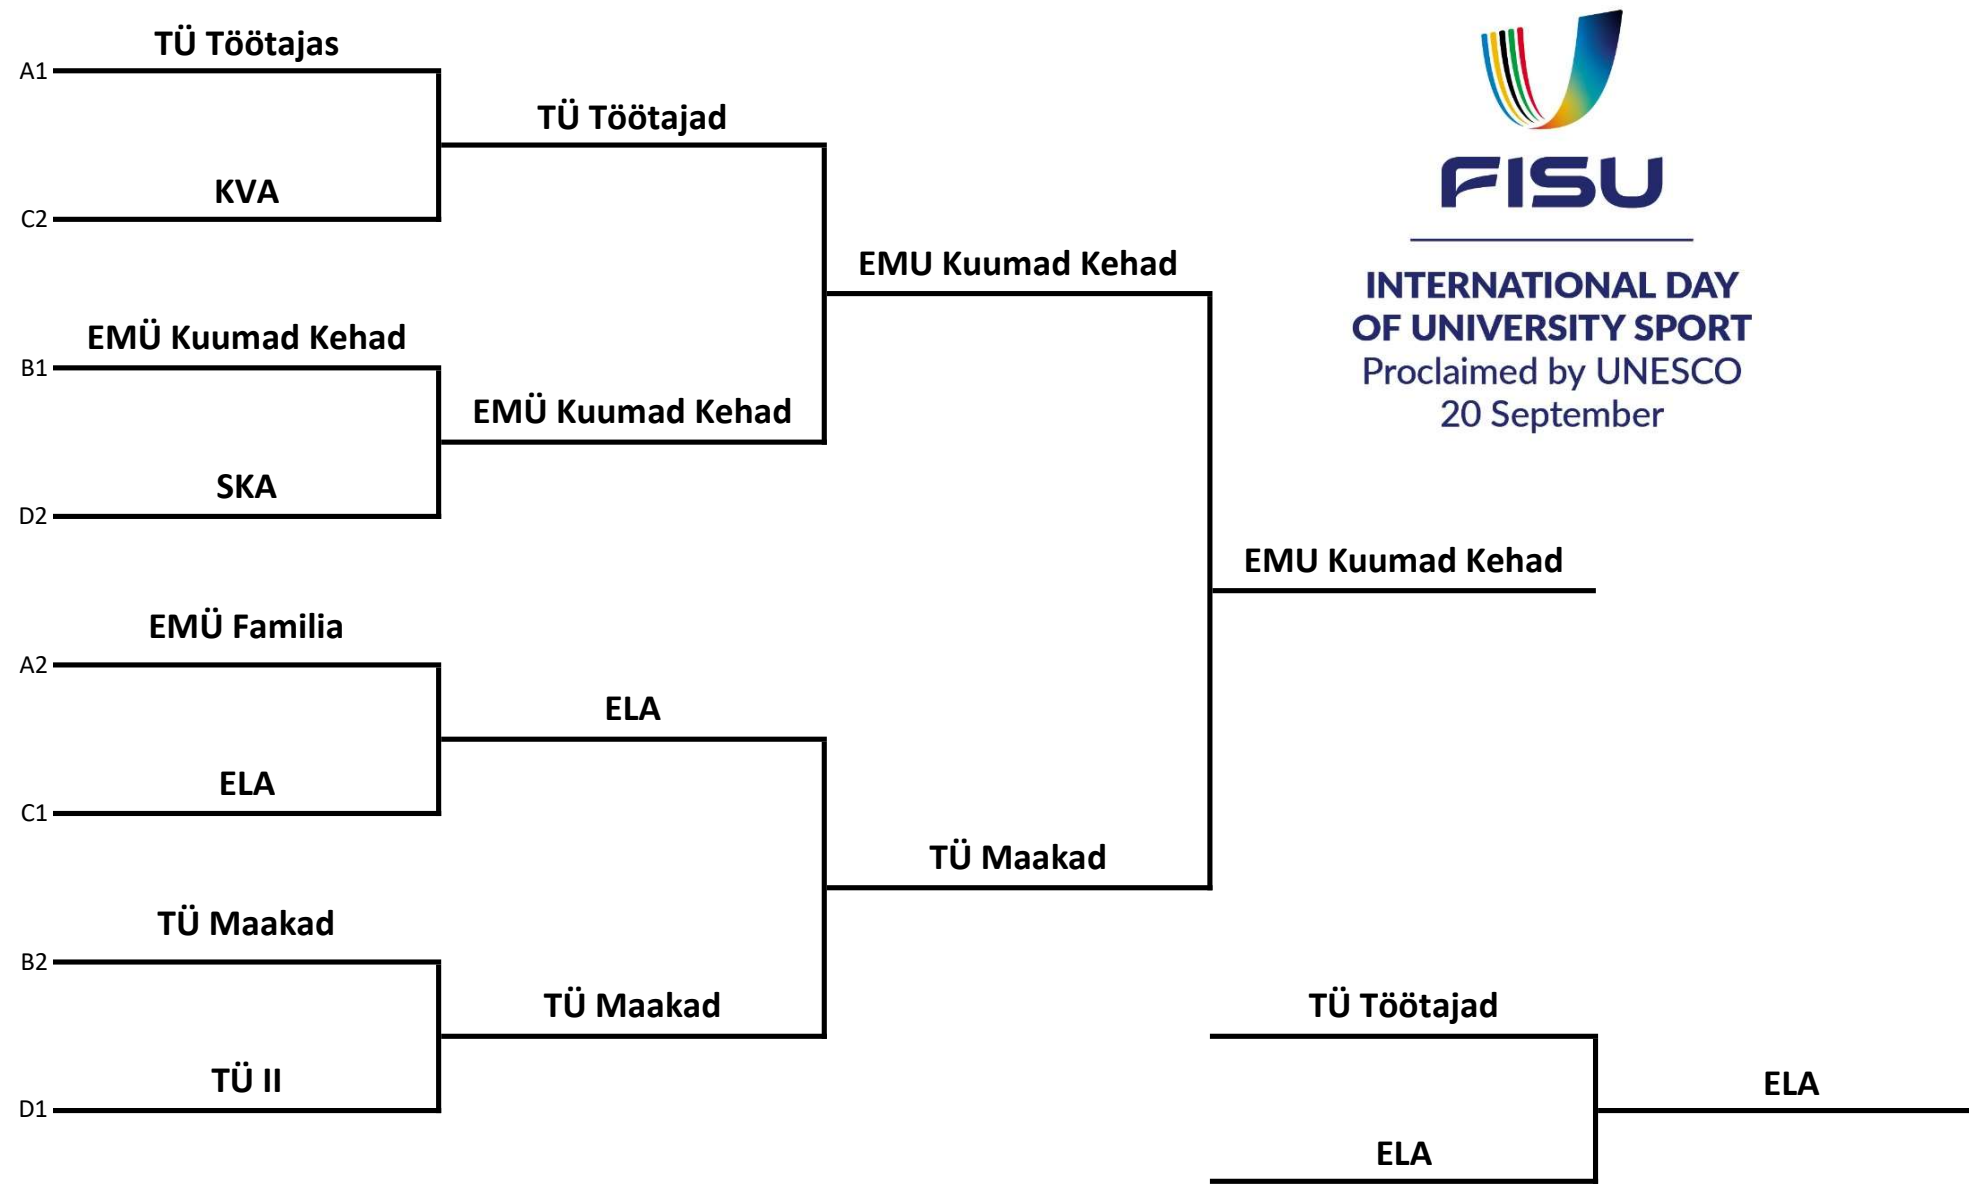 TÜ Töötajas
A1
TÜ Töötajad
KVA
C2
EMU Kuumad Kehad
EMÜ Kuumad Kehad
B1
EMÜ Kuumad Kehad
SKA
D2
EMU Kuumad Kehad
EMÜ Familia
A2
ELA
ELA
C1
TÜ Maakad
TÜ Maakad
B2
TÜ Maakad
TÜ Töötajad
TÜ II
D1
ELA
ELA
FISU
INTERNATIONAL DAY
OF UNIVERSITY SPORT
Proclaimed by UNESCO
20 September